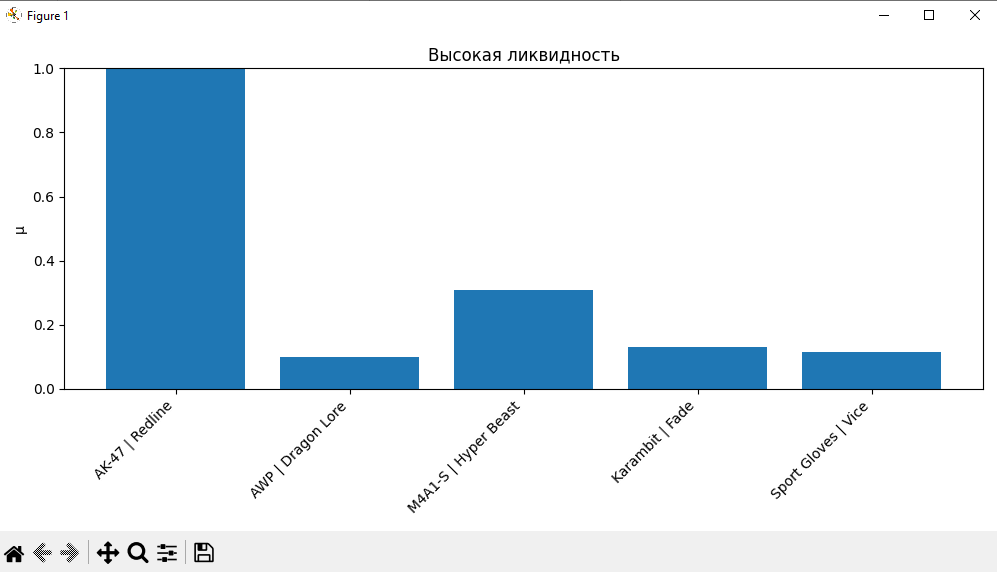 Figure 1
Высокая ликвидность
1.0
0.8
0.6
0.4
0.2
0.0
μ
AK-47 | Redline
AWP | Dragon Lore
M4A1-S | Hyper Beast
Karambit | Fade
Sport Gloves | Vice